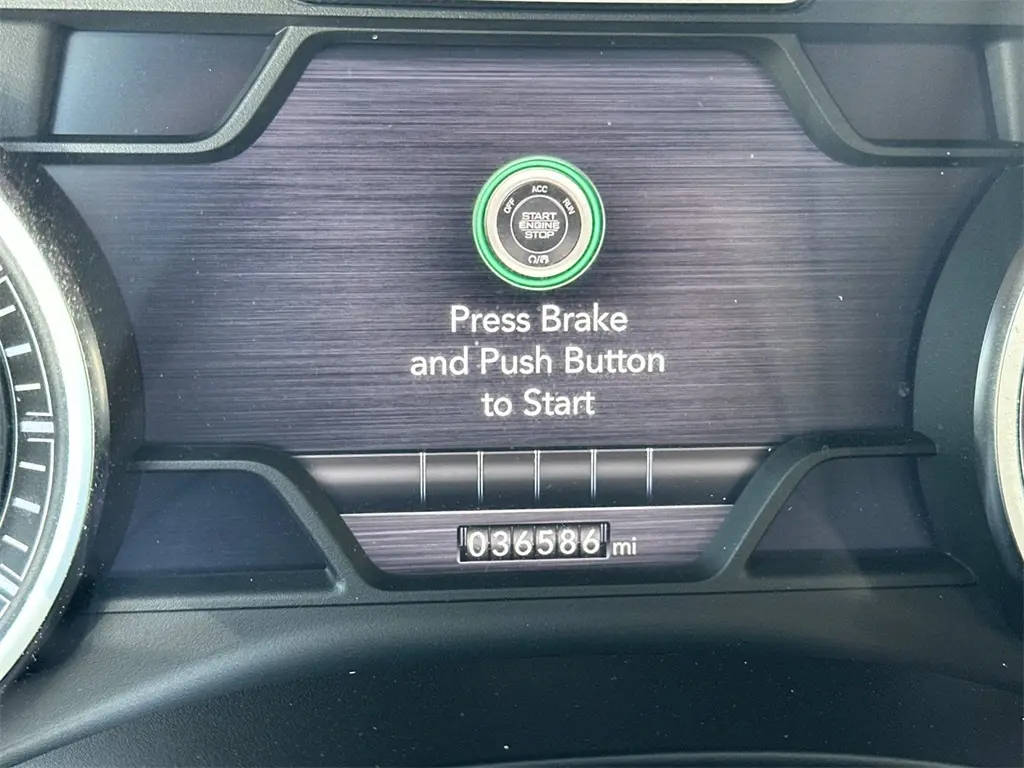 ACC
OFF RUN
START
ENGINE
STOP
Press Brake
and Push Button
to Start
036586 mi